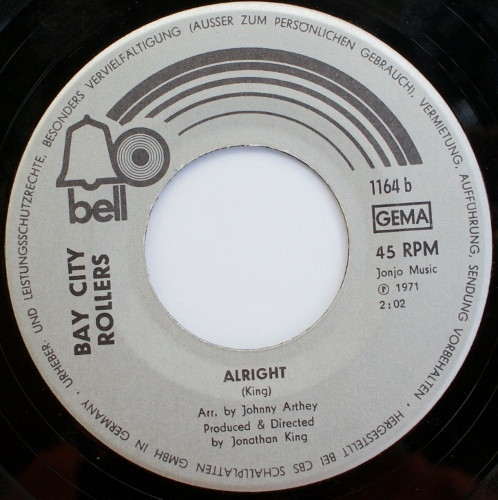 URHEBER- UND LEISTUNGSSCHUTZRECHTE, BESONDERS VERVIELFÄLTIGUNG (AUSSER ZUM PERSÖNLICHEN GEBRAUCH), VERMIETUNG, AUFFÜHRUNG, SENDUNG VORBEHALTEN · HERGESTELLT BEI CBS SCHALLPLATTEN GMBH IN GERMANY ·
bell
1164 b
GEMA
45 RPM
Jonjo Music
℗ 1971
2:02
BAY CITY
ROLLERS
ALRIGHT
(King)
Arr. by Johnny Arthey
Produced & Directed
by Jonathan King